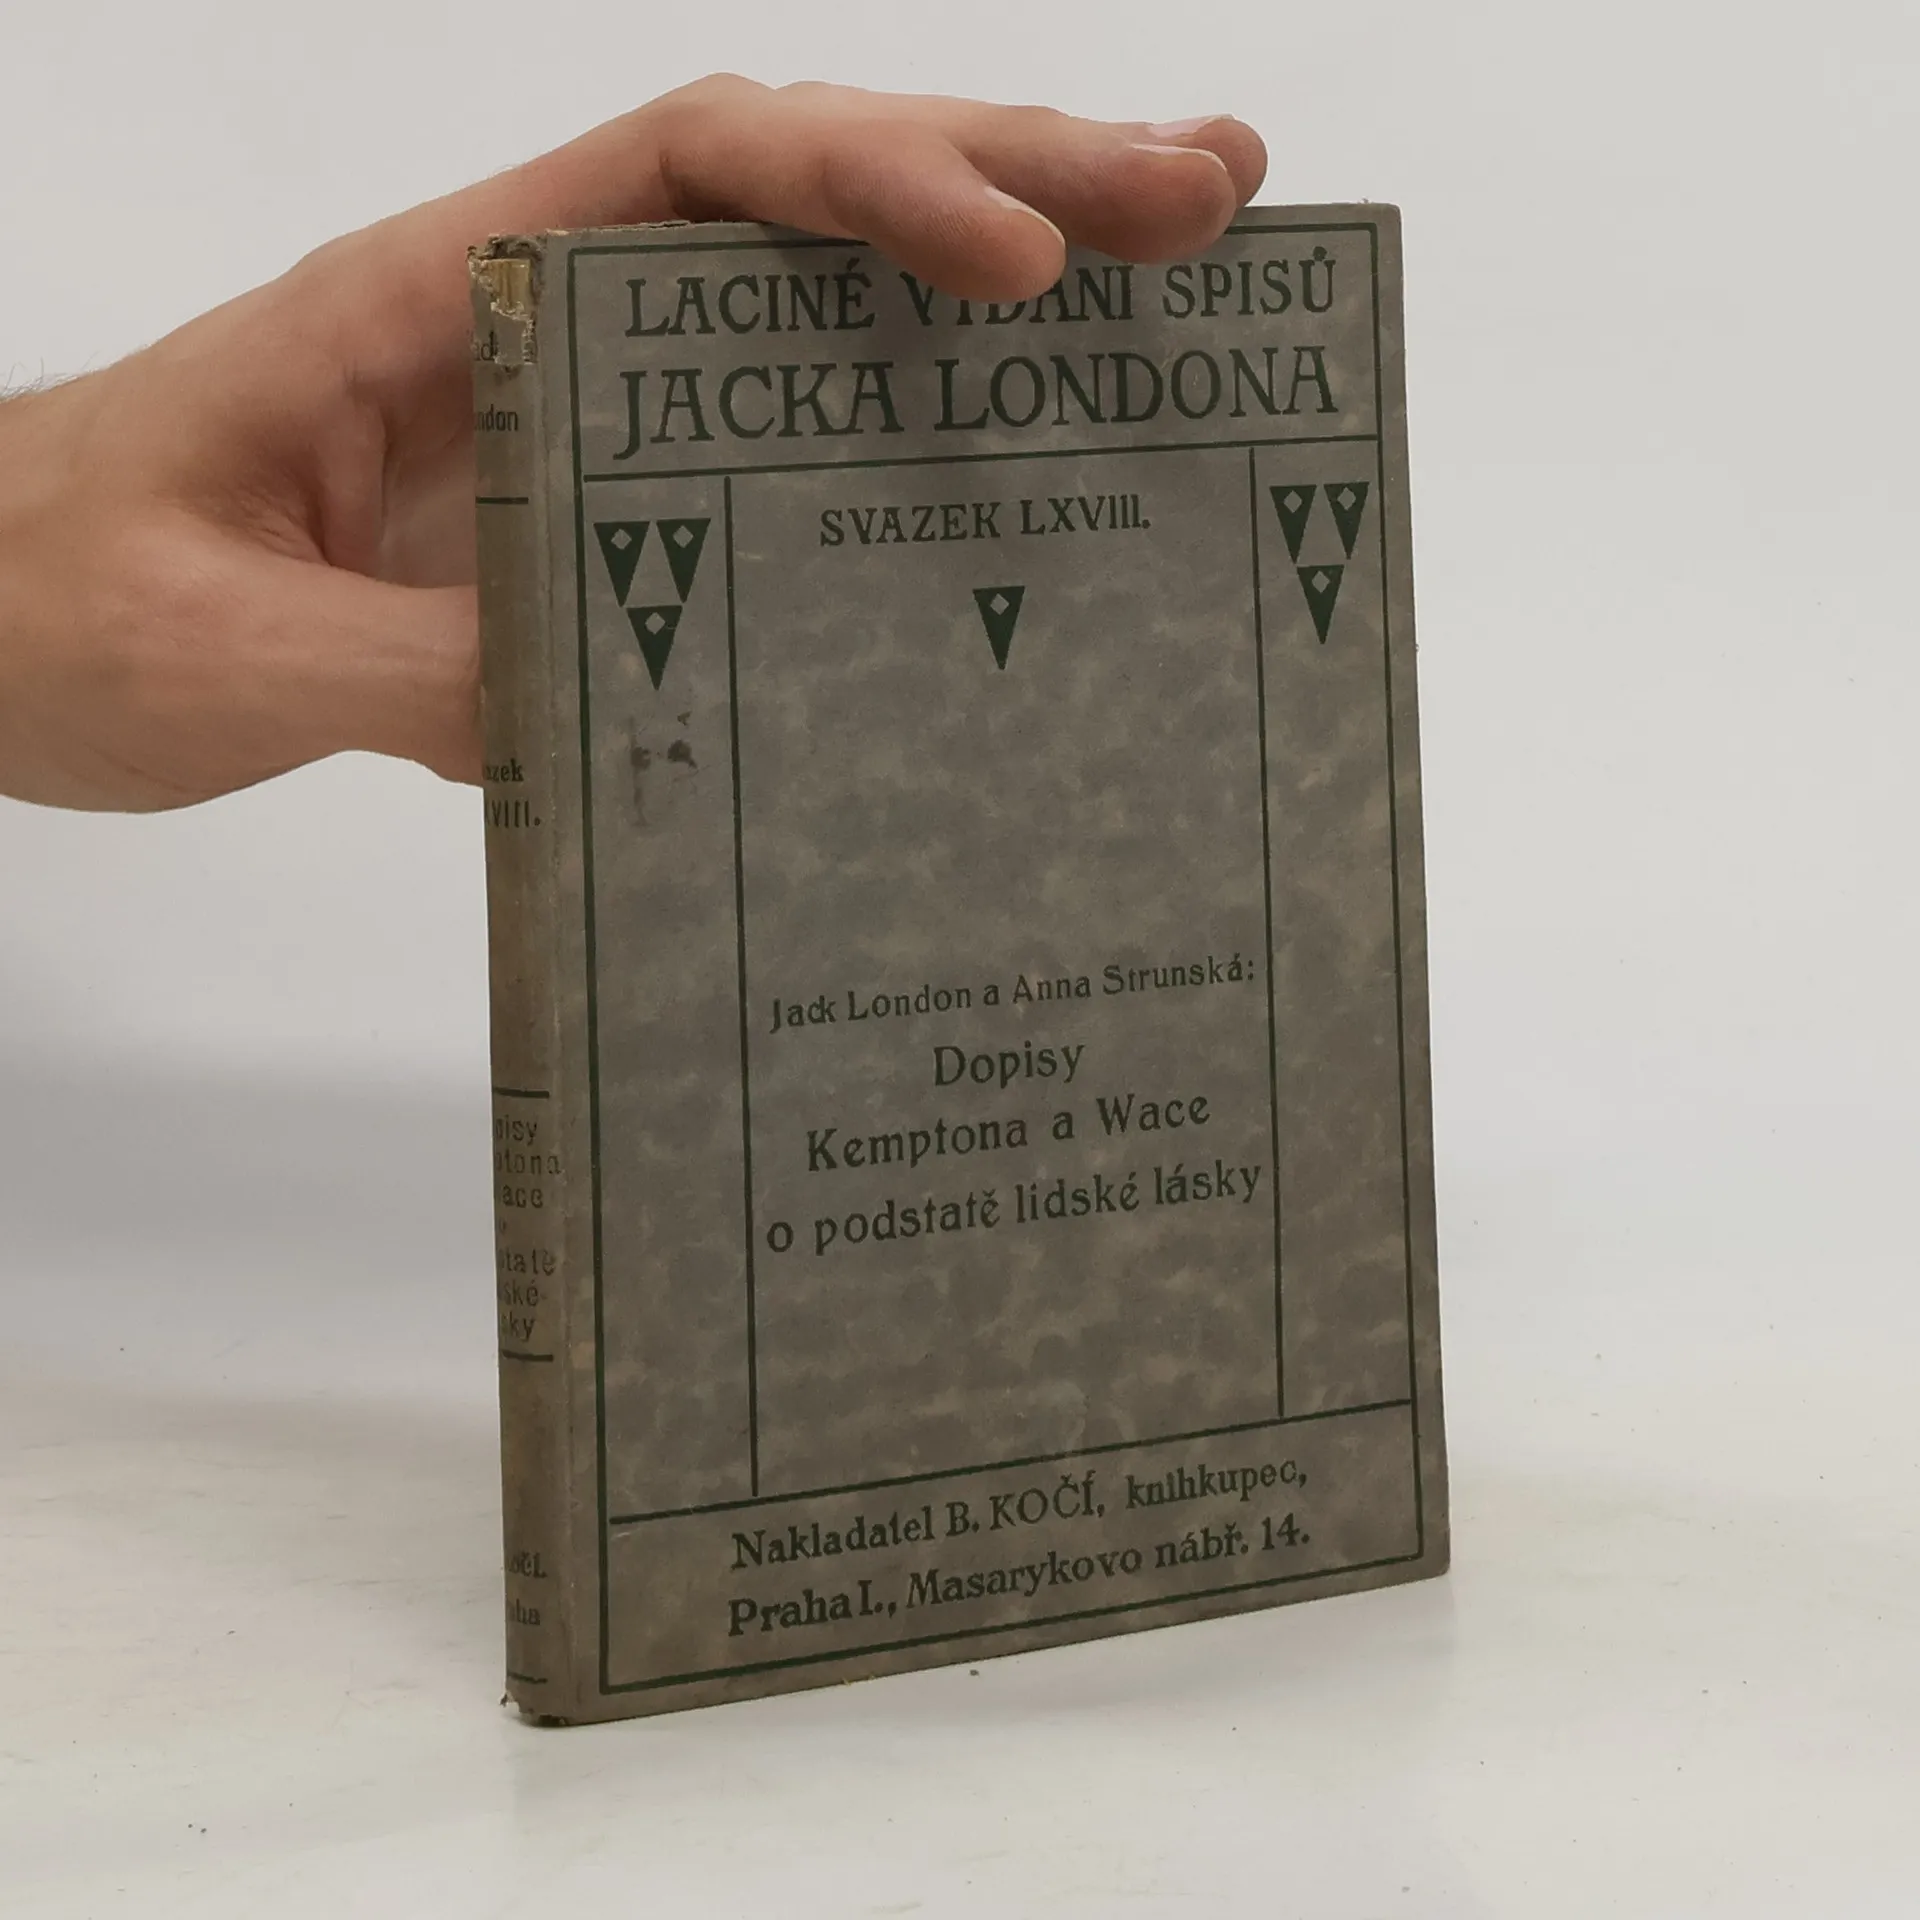 LACINÉ VYDÁNÍ SPISŮ
JACKA LONDONA
SVAZEK LXVIII.
Jack London a Anna Strunská:
Dopisy
Kemptona a Wace
o podstatě lidské lásky
Nakladatel B. KOČÍ, knihkupec,
Praha I., Masarykovo nábř. 14.